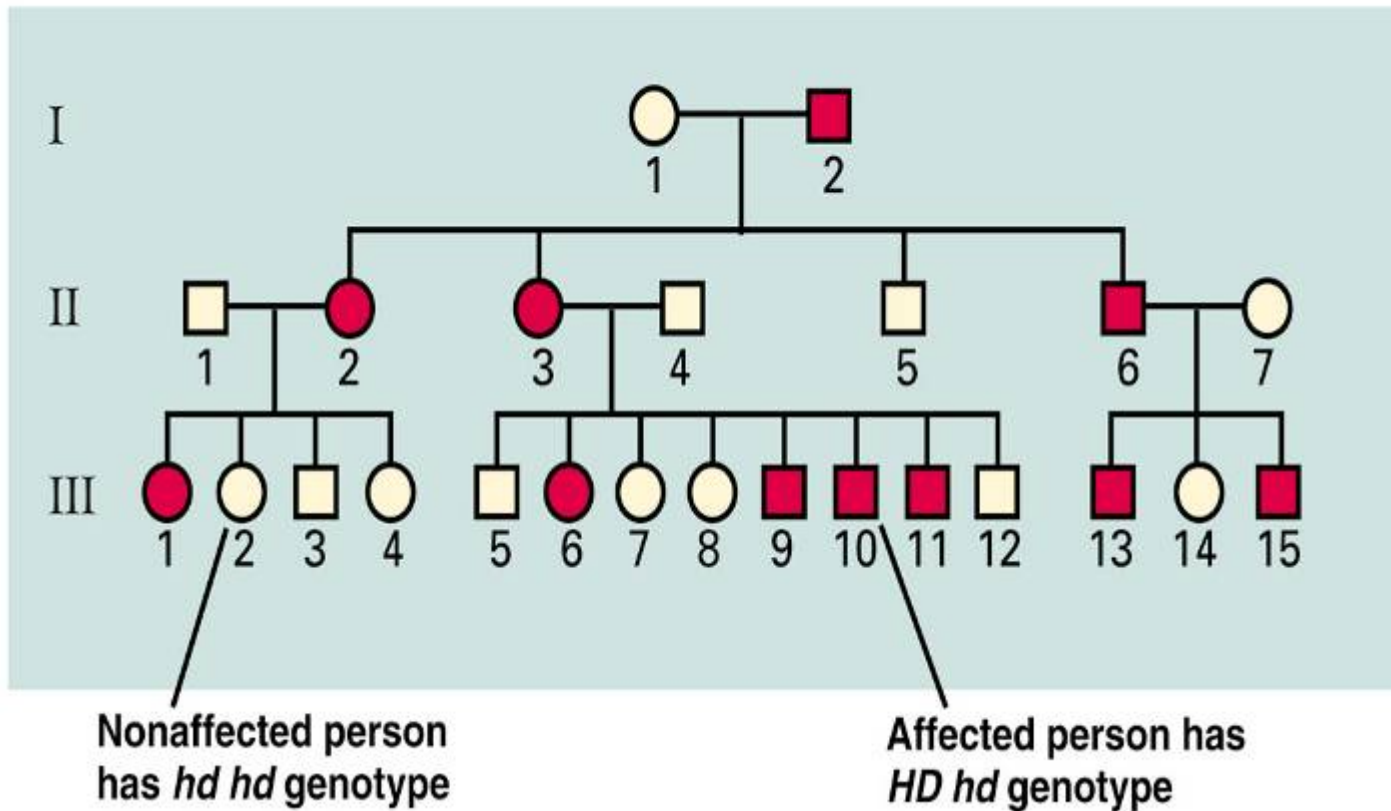 I
1 2
II
1 2 3 4 5 6 7
III
1 2 3 4 5 6 7 8 9 10 11 12 13 14 15
Nonaffected person
has hd hd genotype
Affected person has
HD hd genotype